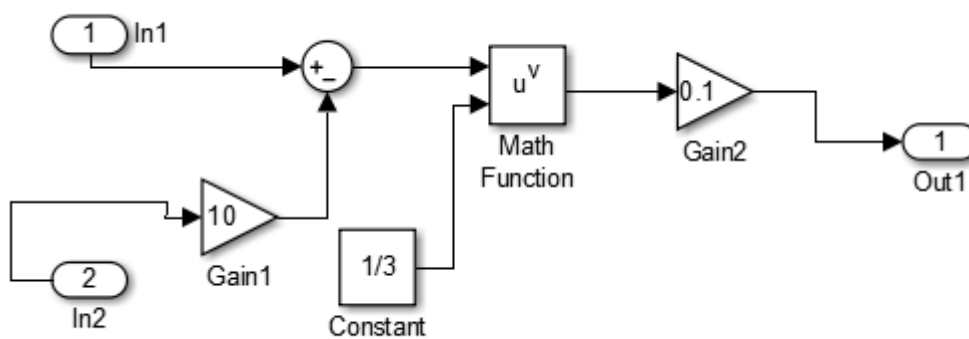 1
In1
+
−
u^v
Math
Function
0.1
Gain2
1
Out1
10
Gain1
2
In2
1/3
Constant